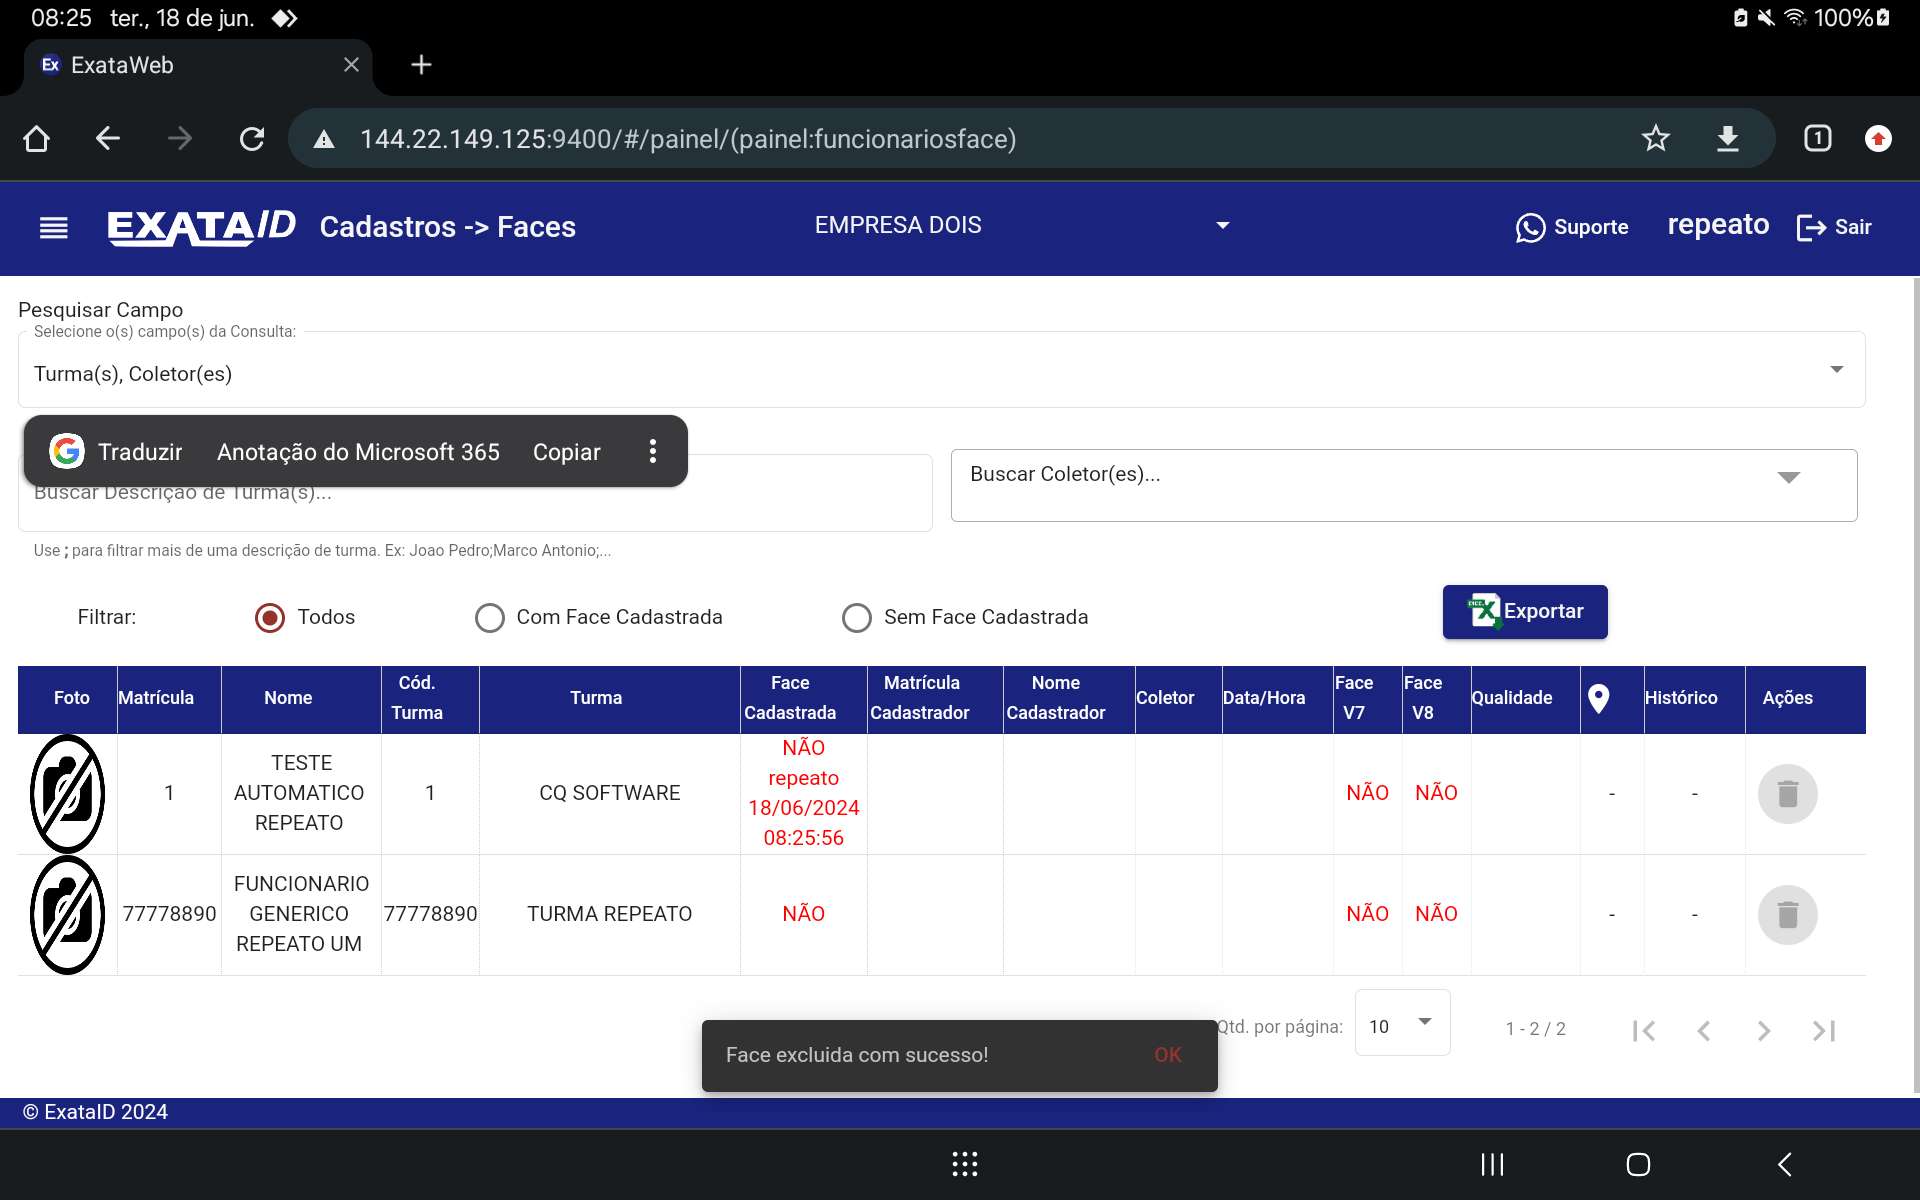 08:25 ter., 18 de jun.
100%
Ex ExataWeb
144.22.149.125:9400/#/painel/(painel:funcionariosface)
1
EXATA/ID Cadastros -> Faces EMPRESA DOIS Suporte repeato Sair
Pesquisar Campo
Selecione o(s) campo(s) da Consulta:
Turma(s), Coletor(es)
Traduzir Anotação do Microsoft 365 Copiar
Buscar Descrição de Turma(s)...
Buscar Coletor(es)...
Use ; para filtrar mais de uma descrição de turma. Ex: Joao Pedro;Marco Antonio;...
Filtrar: Todos Com Face Cadastrada Sem Face Cadastrada Exportar
Foto Matrícula Nome Cód. Turma Turma Face Cadastrada Matrícula Cadastrador Nome Cadastrador Coletor Data/Hora Face V7 Face V8 Qualidade Histórico Ações
1 TESTE AUTOMATICO REPEATO 1 CQ SOFTWARE NÃO repeato 18/06/2024 08:25:56 NÃO NÃO - -
77778890 FUNCIONARIO GENERICO REPEATO UM 77778890 TURMA REPEATO NÃO NÃO NÃO - -
Qtd. por página: 10 1 - 2 / 2
Face excluida com sucesso! OK
© ExataID 2024